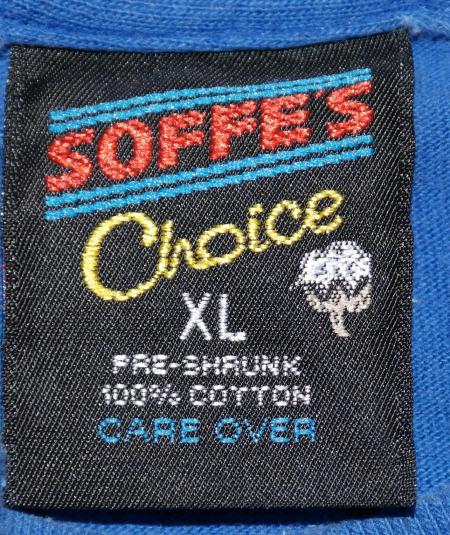 SOFFE'S
Choice
XL
PRE-SHRUNK
100% COTTON
CARE OVER